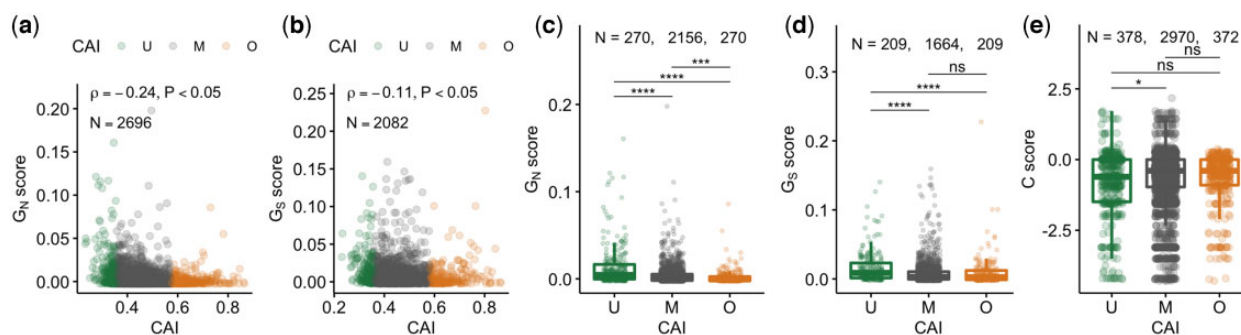 (a)
CAI U M O
ρ = −0.24, P < 0.05
N = 2696
G_N score
0.20
0.15
0.10
0.05
0.00
0.4 0.6 0.8
CAI
(b)
CAI U M O
ρ = −0.11, P < 0.05
N = 2082
G_S score
0.20
0.15
0.10
0.05
0.00
0.2 0.4 0.6 0.8
CAI
(c)
N = 270, 2156, 270
***
****
****
G_N score
0.2
0.1
0.0
U M O
CAI
(d)
N = 209, 1664, 209
ns
****
****
G_S score
0.3
0.2
0.1
0.0
U M O
CAI
(e)
N = 378, 2970, 372
ns
ns
*
C score
2.5
0.0
-2.5
U M O
CAI